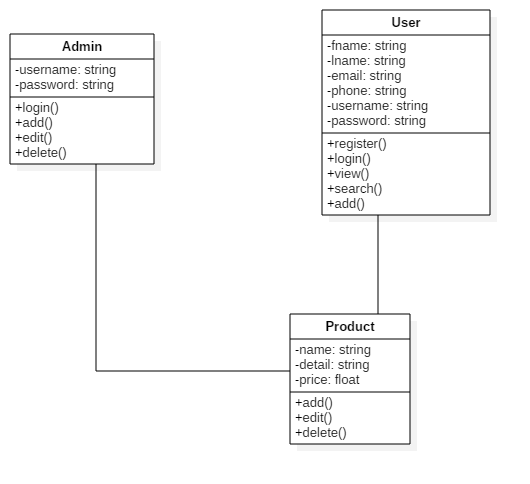 Admin
-username: string
-password: string
+login()
+add()
+edit()
+delete()
User
-fname: string
-lname: string
-email: string
-phone: string
-username: string
-password: string
+register()
+login()
+view()
+search()
+add()
Product
-name: string
-detail: string
-price: float
+add()
+edit()
+delete()